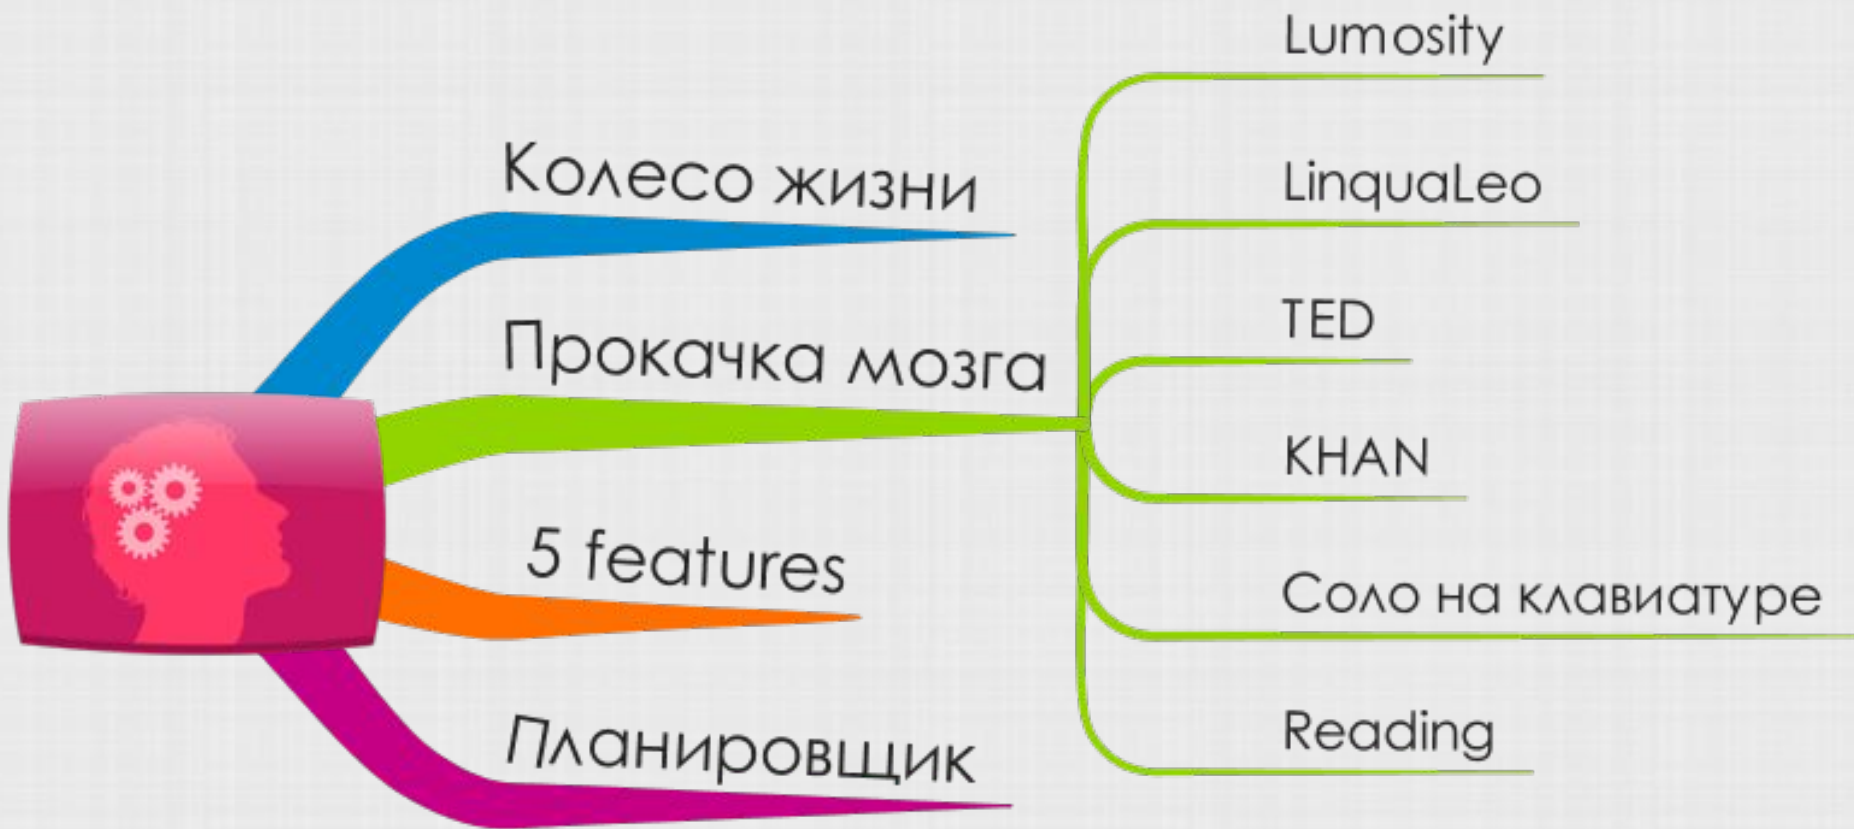 Колесо жизни
Прокачка мозга
Lumosity
LinquaLeo
TED
KHAN
Соло на клавиатуре
Reading
5 features
Планировщик